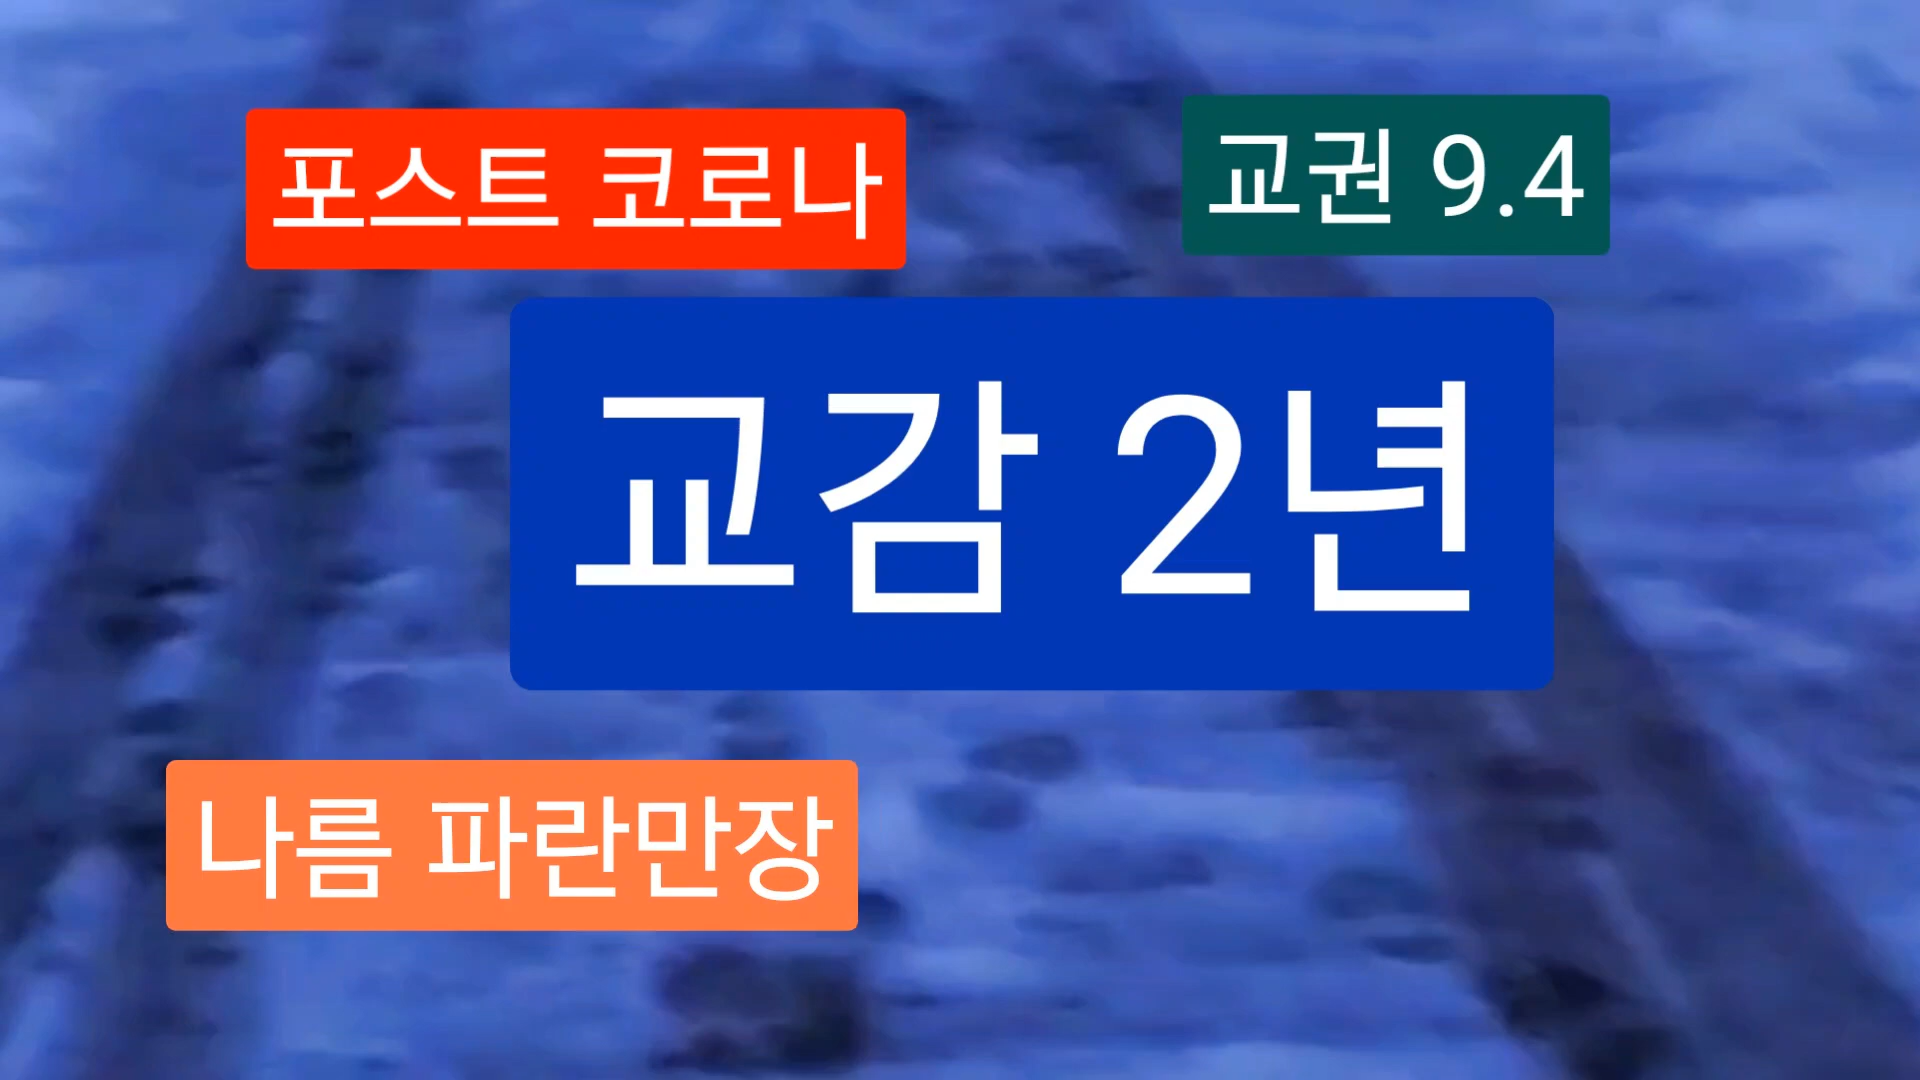 포스트 코로나
교권 9.4
교감 2년
나름 파란만장